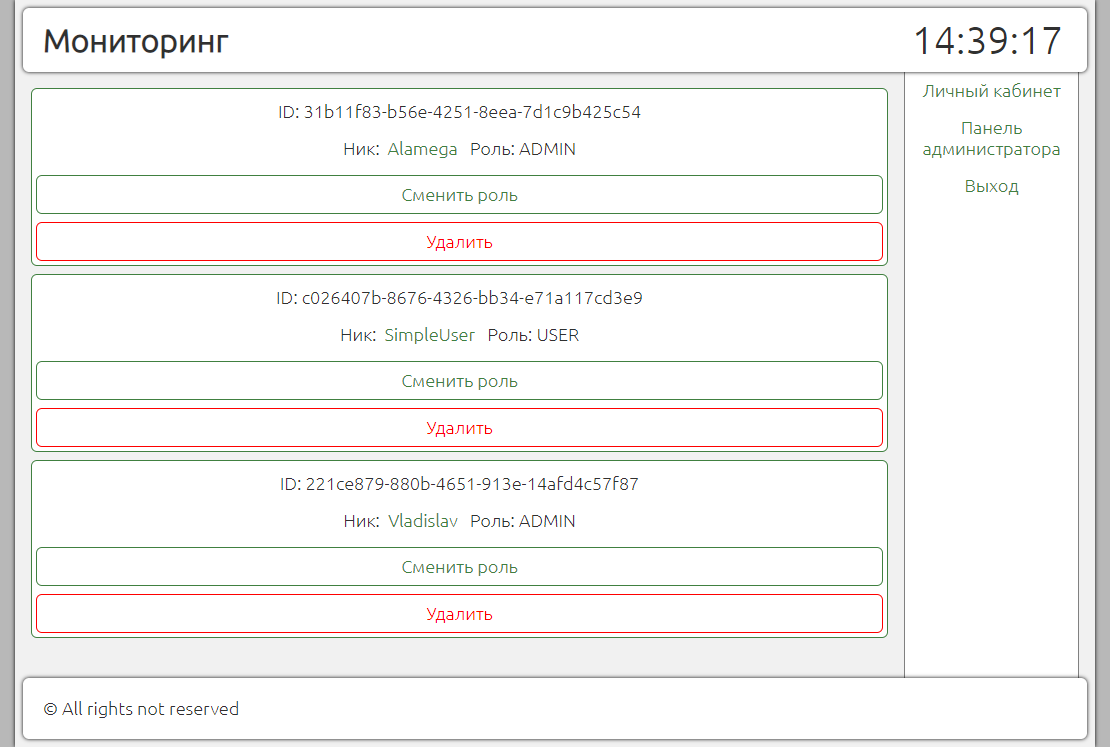 Мониторинг
14:39:17
ID: 31b11f83-b56e-4251-8eea-7d1c9b425c54
Ник: Alamega Роль: ADMIN
Сменить роль
Удалить
ID: c026407b-8676-4326-bb34-e71a117cd3e9
Ник: SimpleUser Роль: USER
Сменить роль
Удалить
ID: 221ce879-880b-4651-913e-14afd4c57f87
Ник: Vladislav Роль: ADMIN
Сменить роль
Удалить
Личный кабинет
Панель
администратора
Выход
© All rights not reserved